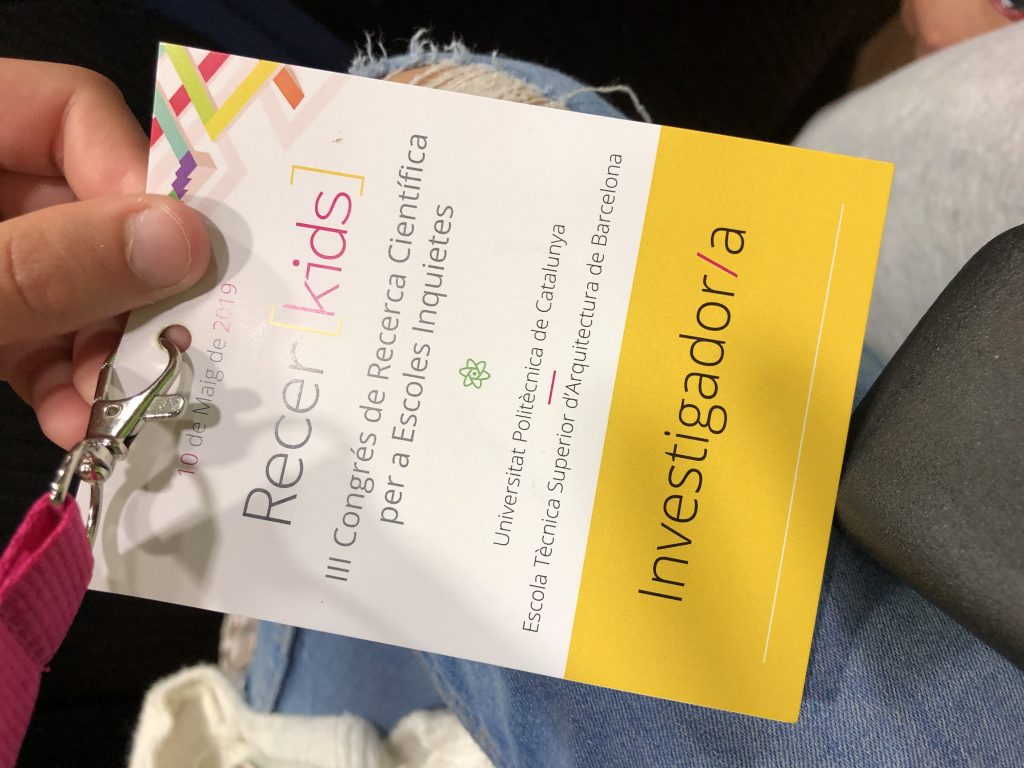 10 de Maig de 2019
Recer [kids]
III Congrés de Recerca Científica
per a Escoles Inquietes
Universitat Politècnica de Catalunya
Escola Tècnica Superior d'Arquitectura de Barcelona
Investigador/a